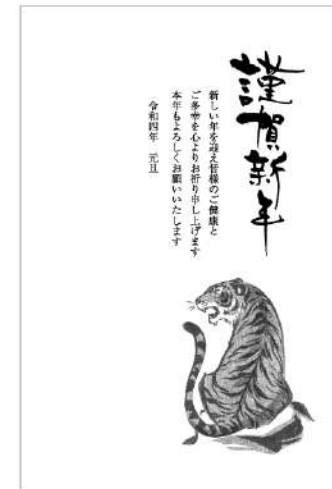 謹賀新年
新しい年を迎え皆様のご健康と
ご多幸を心よりお祈り申し上げます
本年もよろしくお願いいたします
令和四年 元旦